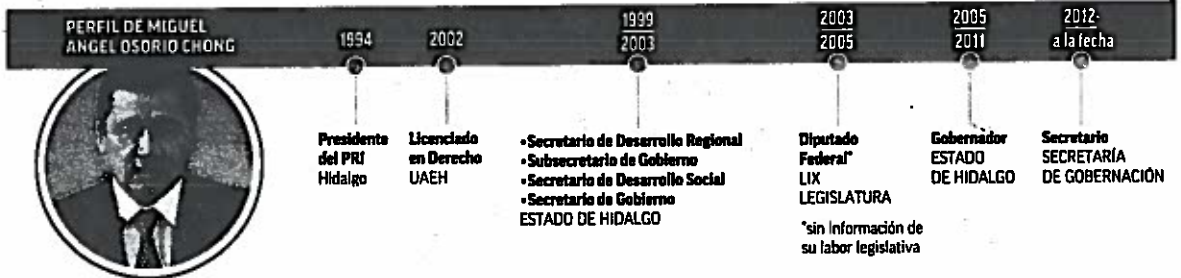 PERFIL DE MIGUEL
ANGEL OSORIO CHONG
1994
Presidente
del PRI
Hidalgo
2002
Licenciado
en Derecho
UAEH
1999
2003
•Secretario de Desarrollo Regional
•Subsecretario de Gobierno
•Secretario de Desarrollo Social
•Secretario de Gobierno
ESTADO DE HIDALGO
2003
2005
Diputado
Federal*
LIX
LEGISLATURA
*sin Información de
su labor legislativa
2005
2011
Gobernador
ESTADO
DE HIDALGO
2012-
a la fecha
Secretario
SECRETARÍA
DE GOBERNACIÓN